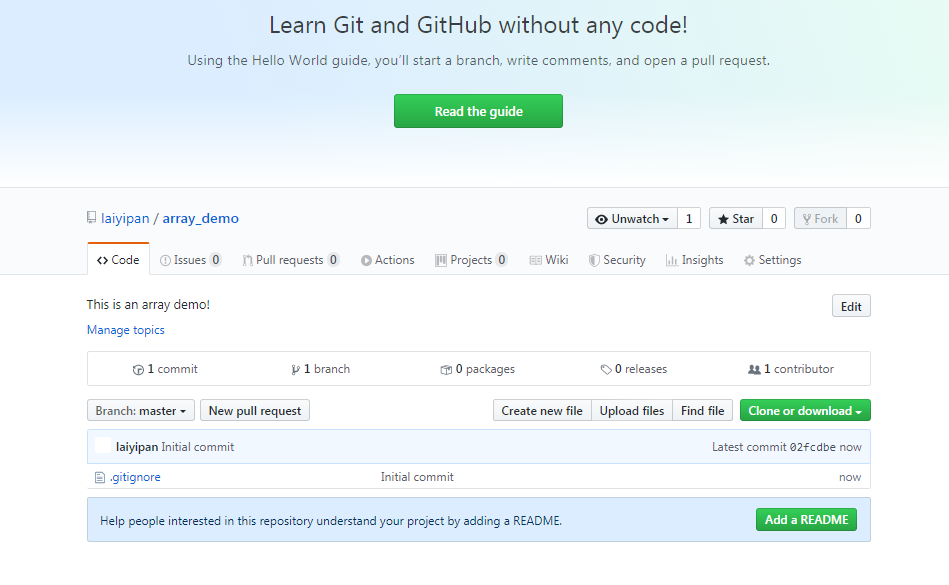 Learn Git and GitHub without any code!
Using the Hello World guide, you’ll start a branch, write comments, and open a pull request.
Read the guide
laiyipan / array_demo
Unwatch 1 Star 0 Fork 0
Code Issues 0 Pull requests 0 Actions Projects 0 Wiki Security Insights Settings
This is an array demo!
Edit
Manage topics
1 commit 1 branch 0 packages 0 releases 1 contributor
Branch: master New pull request Create new file Upload files Find file Clone or download
laiyipan Initial commit Latest commit 02fcdbe now
.gitignore Initial commit now
Help people interested in this repository understand your project by adding a README. Add a README